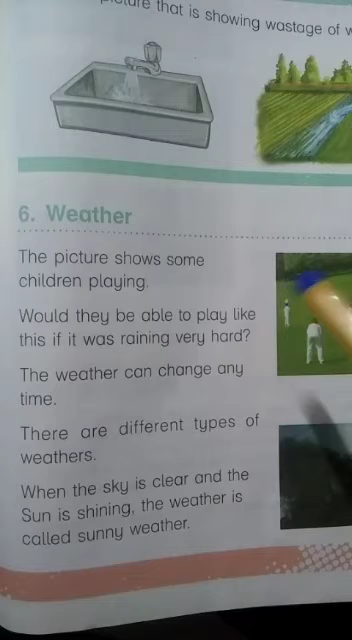 that is showing wastage of
6. Weather
The picture shows some
children playing.
Would they be able to play like
this if it was raining very hard?
The weather can change any
time.
There are different types of
weathers.
When the sky is clear and the
Sun is shining, the weather is
called sunny weather.